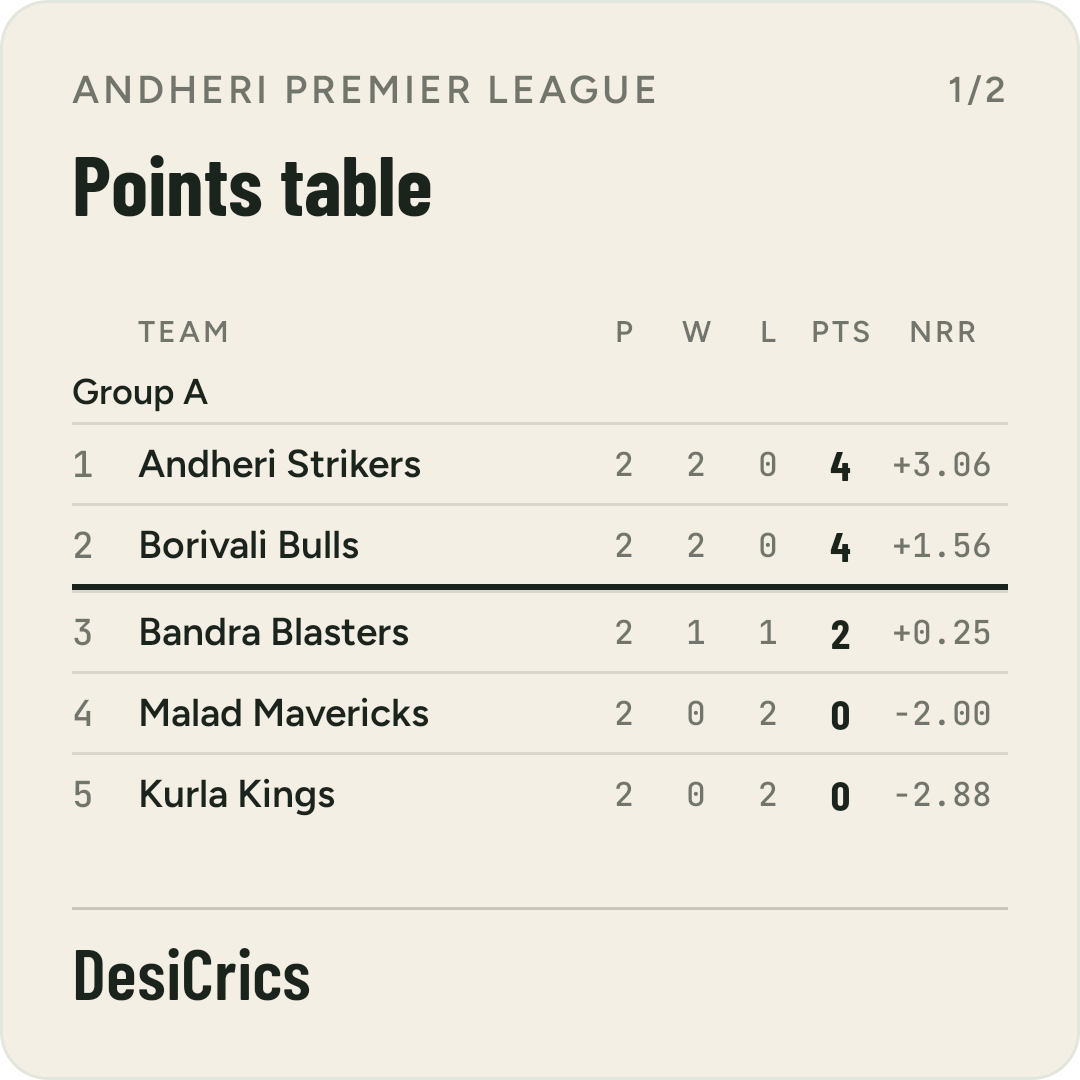 ANDHERI PREMIER LEAGUE 1/2
Points table
TEAM P W L PTS NRR
Group A
1 Andheri Strikers 2 2 0 4 +3.06
2 Borivali Bulls 2 2 0 4 +1.56
3 Bandra Blasters 2 1 1 2 +0.25
4 Malad Mavericks 2 0 2 0 -2.00
5 Kurla Kings 2 0 2 0 -2.88
DesiCrics